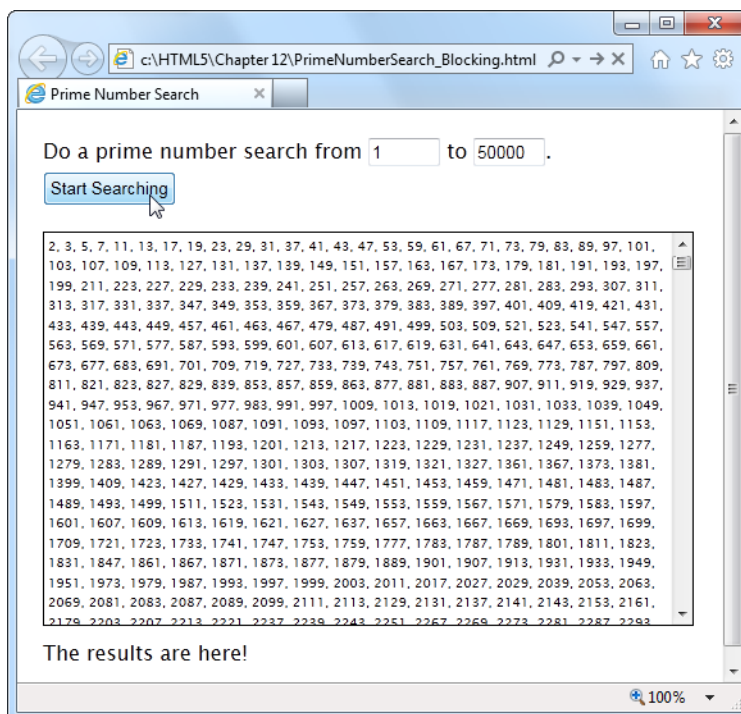 c:\HTML5\Chapter 12\PrimeNumberSearch_Blocking.html
Prime Number Search
Do a prime number search from 1 to 50000.
Start Searching
2, 3, 5, 7, 11, 13, 17, 19, 23, 29, 31, 37, 41, 43, 47, 53, 59, 61, 67, 71, 73, 79, 83, 89, 97, 101,
103, 107, 109, 113, 127, 131, 137, 139, 149, 151, 157, 163, 167, 173, 179, 181, 191, 193, 197,
199, 211, 223, 227, 229, 233, 239, 241, 251, 257, 263, 269, 271, 277, 281, 283, 293, 307, 311,
313, 317, 331, 337, 347, 349, 353, 359, 367, 373, 379, 383, 389, 397, 401, 409, 419, 421, 431,
433, 439, 443, 449, 457, 461, 463, 467, 479, 487, 491, 499, 503, 509, 521, 523, 541, 547, 557,
563, 569, 571, 577, 587, 593, 599, 601, 607, 613, 617, 619, 631, 641, 643, 647, 653, 659, 661,
673, 677, 683, 691, 701, 709, 719, 727, 733, 739, 743, 751, 757, 761, 769, 773, 787, 797, 809,
811, 821, 823, 827, 829, 839, 853, 857, 859, 863, 877, 881, 883, 887, 907, 911, 919, 929, 937,
941, 947, 953, 967, 971, 977, 983, 991, 997, 1009, 1013, 1019, 1021, 1031, 1033, 1039, 1049,
1051, 1061, 1063, 1069, 1087, 1091, 1093, 1097, 1103, 1109, 1117, 1123, 1129, 1151, 1153,
1163, 1171, 1181, 1187, 1193, 1201, 1213, 1217, 1223, 1229, 1231, 1237, 1249, 1259, 1277,
1279, 1283, 1289, 1291, 1297, 1301, 1303, 1307, 1319, 1321, 1327, 1361, 1367, 1373, 1381,
1399, 1409, 1423, 1427, 1429, 1433, 1439, 1447, 1451, 1453, 1459, 1471, 1481, 1483, 1487,
1489, 1493, 1499, 1511, 1523, 1531, 1543, 1549, 1553, 1559, 1567, 1571, 1579, 1583, 1597,
1601, 1607, 1609, 1613, 1619, 1621, 1627, 1637, 1657, 1663, 1667, 1669, 1693, 1697, 1699,
1709, 1721, 1723, 1733, 1741, 1747, 1753, 1759, 1777, 1783, 1787, 1789, 1801, 1811, 1823,
1831, 1847, 1861, 1867, 1871, 1873, 1877, 1879, 1889, 1901, 1907, 1913, 1931, 1933, 1949,
1951, 1973, 1979, 1987, 1993, 1997, 1999, 2003, 2011, 2017, 2027, 2029, 2039, 2053, 2063,
2069, 2081, 2083, 2087, 2089, 2099, 2111, 2113, 2129, 2131, 2137, 2141, 2143, 2153, 2161,
2179, 2203, 2207, 2213, 2221, 2237, 2239, 2243, 2251, 2267, 2269, 2273, 2281, 2287, 2293,
The results are here!
100%